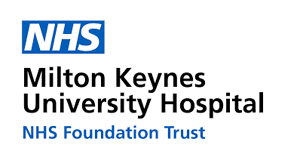 NHS
Milton Keynes
University Hospital
NHS Foundation Trust